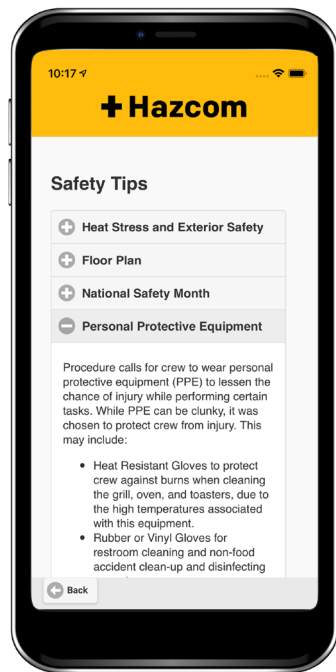 10:17
+ Hazcom
Safety Tips
Heat Stress and Exterior Safety
Floor Plan
National Safety Month
Personal Protective Equipment
Procedure calls for crew to wear personal
protective equipment (PPE) to lessen the
chance of injury while performing certain
tasks. While PPE can be clunky, it was
chosen to protect crew from injury. This
may include:
• Heat Resistant Gloves to protect
crew against burns when cleaning
the grill, oven, and toasters, due to
the high temperatures associated
with this equipment.
• Rubber or Vinyl Gloves for
restroom cleaning and non-food
accident clean-up and disinfecting
Back